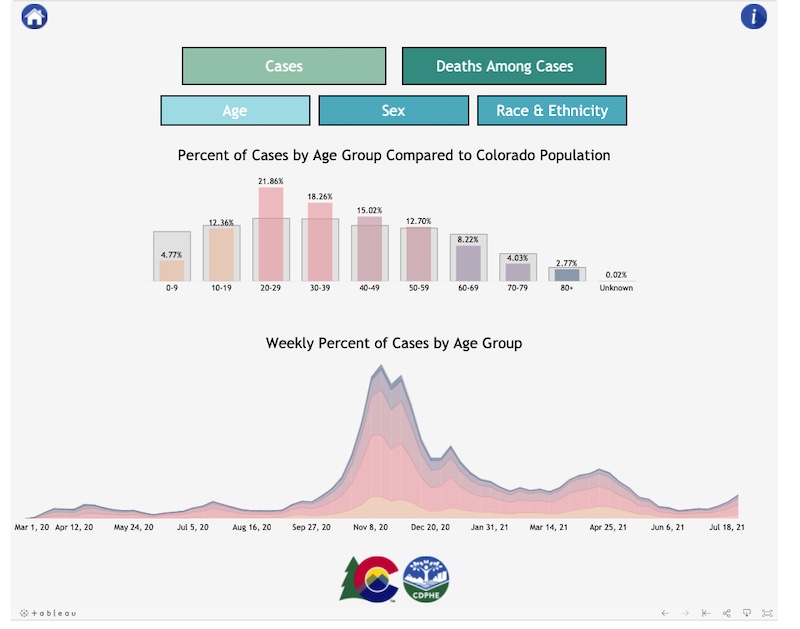 i
Cases Deaths Among Cases
Age Sex Race & Ethnicity
Percent of Cases by Age Group Compared to Colorado Population
21.86%
18.26%
15.02%
12.36%
12.70%
8.22%
4.77%
4.03%
2.77%
0.02%
0-9 10-19 20-29 30-39 40-49 50-59 60-69 70-79 80+ Unknown
Weekly Percent of Cases by Age Group
Mar 1, 20 Apr 12, 20 May 24, 20 Jul 5, 20 Aug 16, 20 Sep 27, 20 Nov 8, 20 Dec 20, 20 Jan 31, 21 Mar 14, 21 Apr 25, 21 Jun 6, 21 Jul 18, 21
CDPHE
+ableau